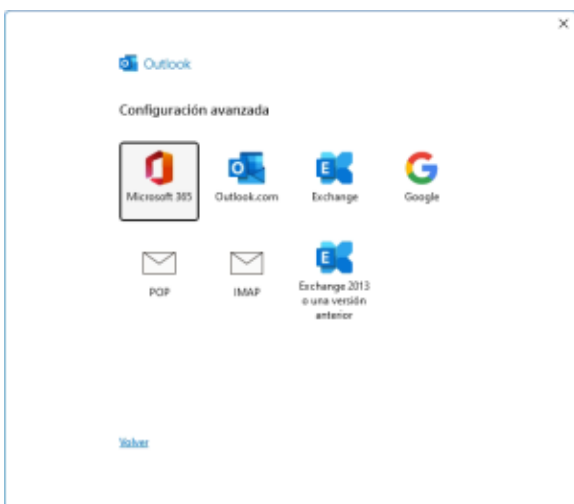 Outlook
Configuración avanzada
Microsoft 365
Outlook.com
Exchange
Google
POP
IMAP
Exchange 2013
o una versión
anterior
Volver